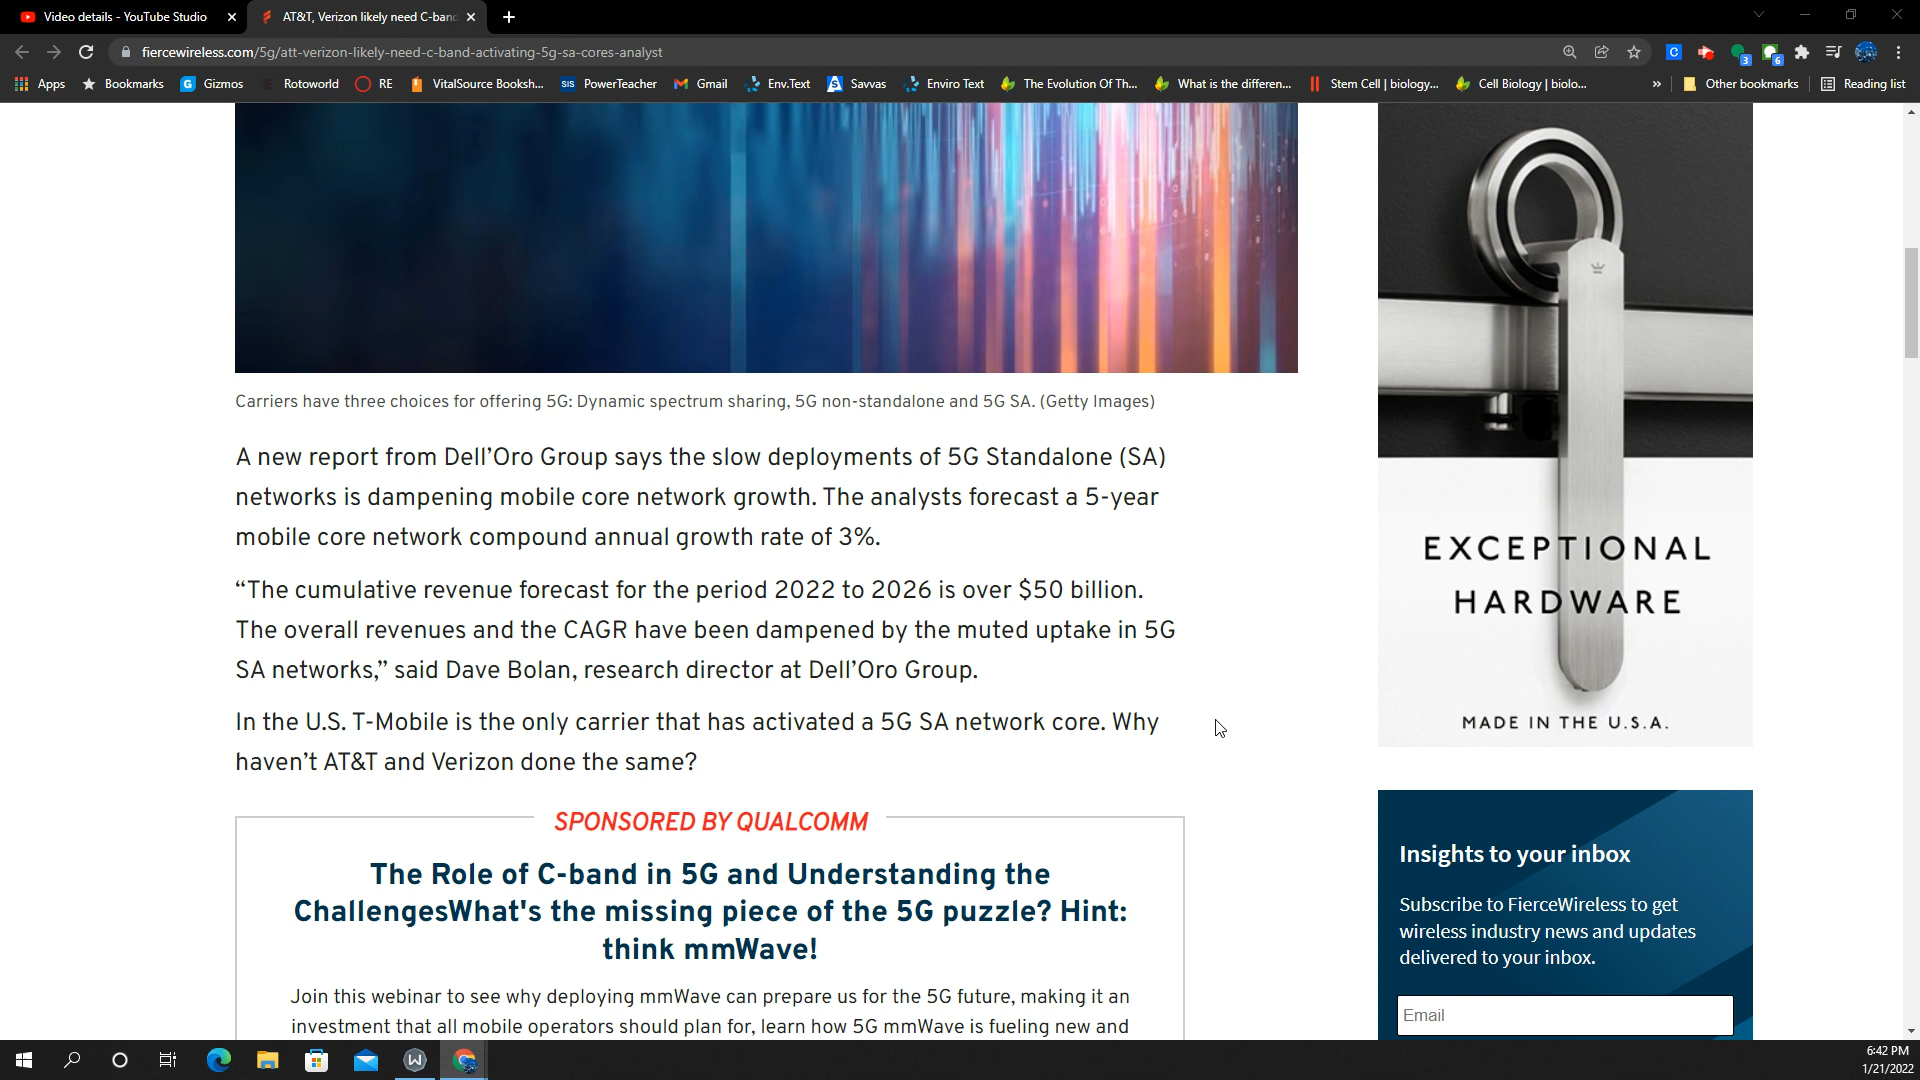 Video details - YouTube Studio
AT&T, Verizon likely need C-band
fiercewireless.com/5g/att-verizon-likely-need-c-band-activating-5g-sa-cores-analyst
C
3
6
Apps
Bookmarks
G Gizmos
Rotoworld
RE
VitalSource Booksh...
SIS PowerTeacher
Gmail
Env.Text
S Savvas
Enviro Text
The Evolution Of Th...
What is the differen...
Stem Cell | biology...
Cell Biology | biolo...
»
Other bookmarks
Reading list
Carriers have three choices for offering 5G: Dynamic spectrum sharing, 5G non-standalone and 5G SA. (Getty Images)
A new report from Dell’Oro Group says the slow deployments of 5G Standalone (SA)
networks is dampening mobile core network growth. The analysts forecast a 5-year
mobile core network compound annual growth rate of 3%.
“The cumulative revenue forecast for the period 2022 to 2026 is over $50 billion.
The overall revenues and the CAGR have been dampened by the muted uptake in 5G
SA networks,” said Dave Bolan, research director at Dell’Oro Group.
In the U.S. T-Mobile is the only carrier that has activated a 5G SA network core. Why
haven’t AT&T and Verizon done the same?
SPONSORED BY QUALCOMM
The Role of C-band in 5G and Understanding the
ChallengesWhat's the missing piece of the 5G puzzle? Hint:
think mmWave!
Join this webinar to see why deploying mmWave can prepare us for the 5G future, making it an
investment that all mobile operators should plan for, learn how 5G mmWave is fueling new and
EXCEPTIONAL
HARDWARE
MADE IN THE U.S.A.
Insights to your inbox
Subscribe to FierceWireless to get
wireless industry news and updates
delivered to your inbox.
Email
W
6:42 PM
1/21/2022